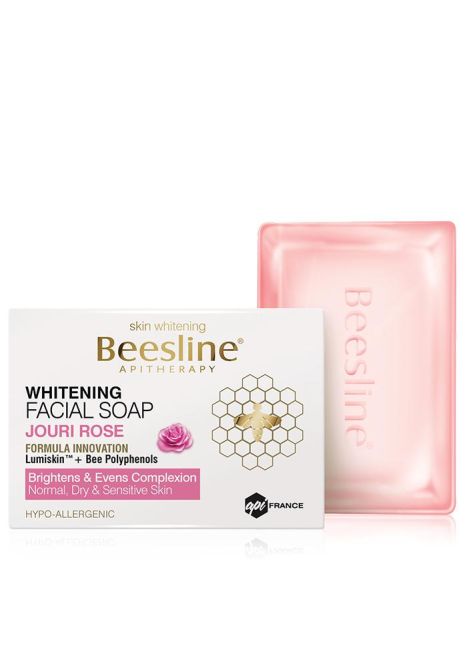 skin whitening
Beesline®
APITHERAPY
WHITENING
FACIAL SOAP
JOURI ROSE
FORMULA INNOVATION
Lumiskin™ + Bee Polyphenols
Brightens & Evens Complexion
Normal, Dry & Sensitive Skin
HYPO-ALLERGENIC
api FRANCE
Beesline®